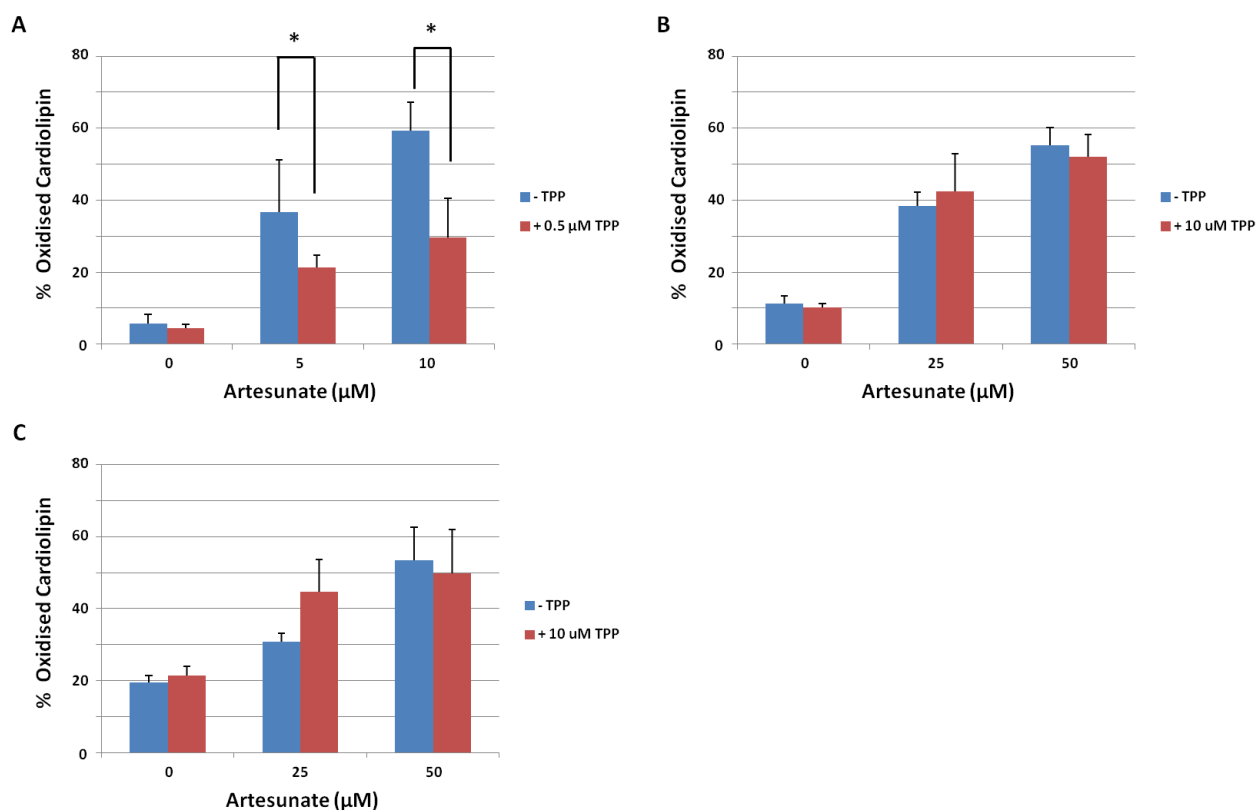 A
% Oxidised Cardiolipin
80
60
40
20
0
*
*
0
5
10
Artesunate (μM)
- TPP
+ 0.5 μM TPP
B
% Oxidised Cardiolipin
80
60
40
20
0
0
25
50
Artesunate (μM)
- TPP
+ 10 uM TPP
C
% Oxidised Cardiolipin
80
60
40
20
0
0
25
50
Artesunate (μM)
- TPP
+ 10 uM TPP